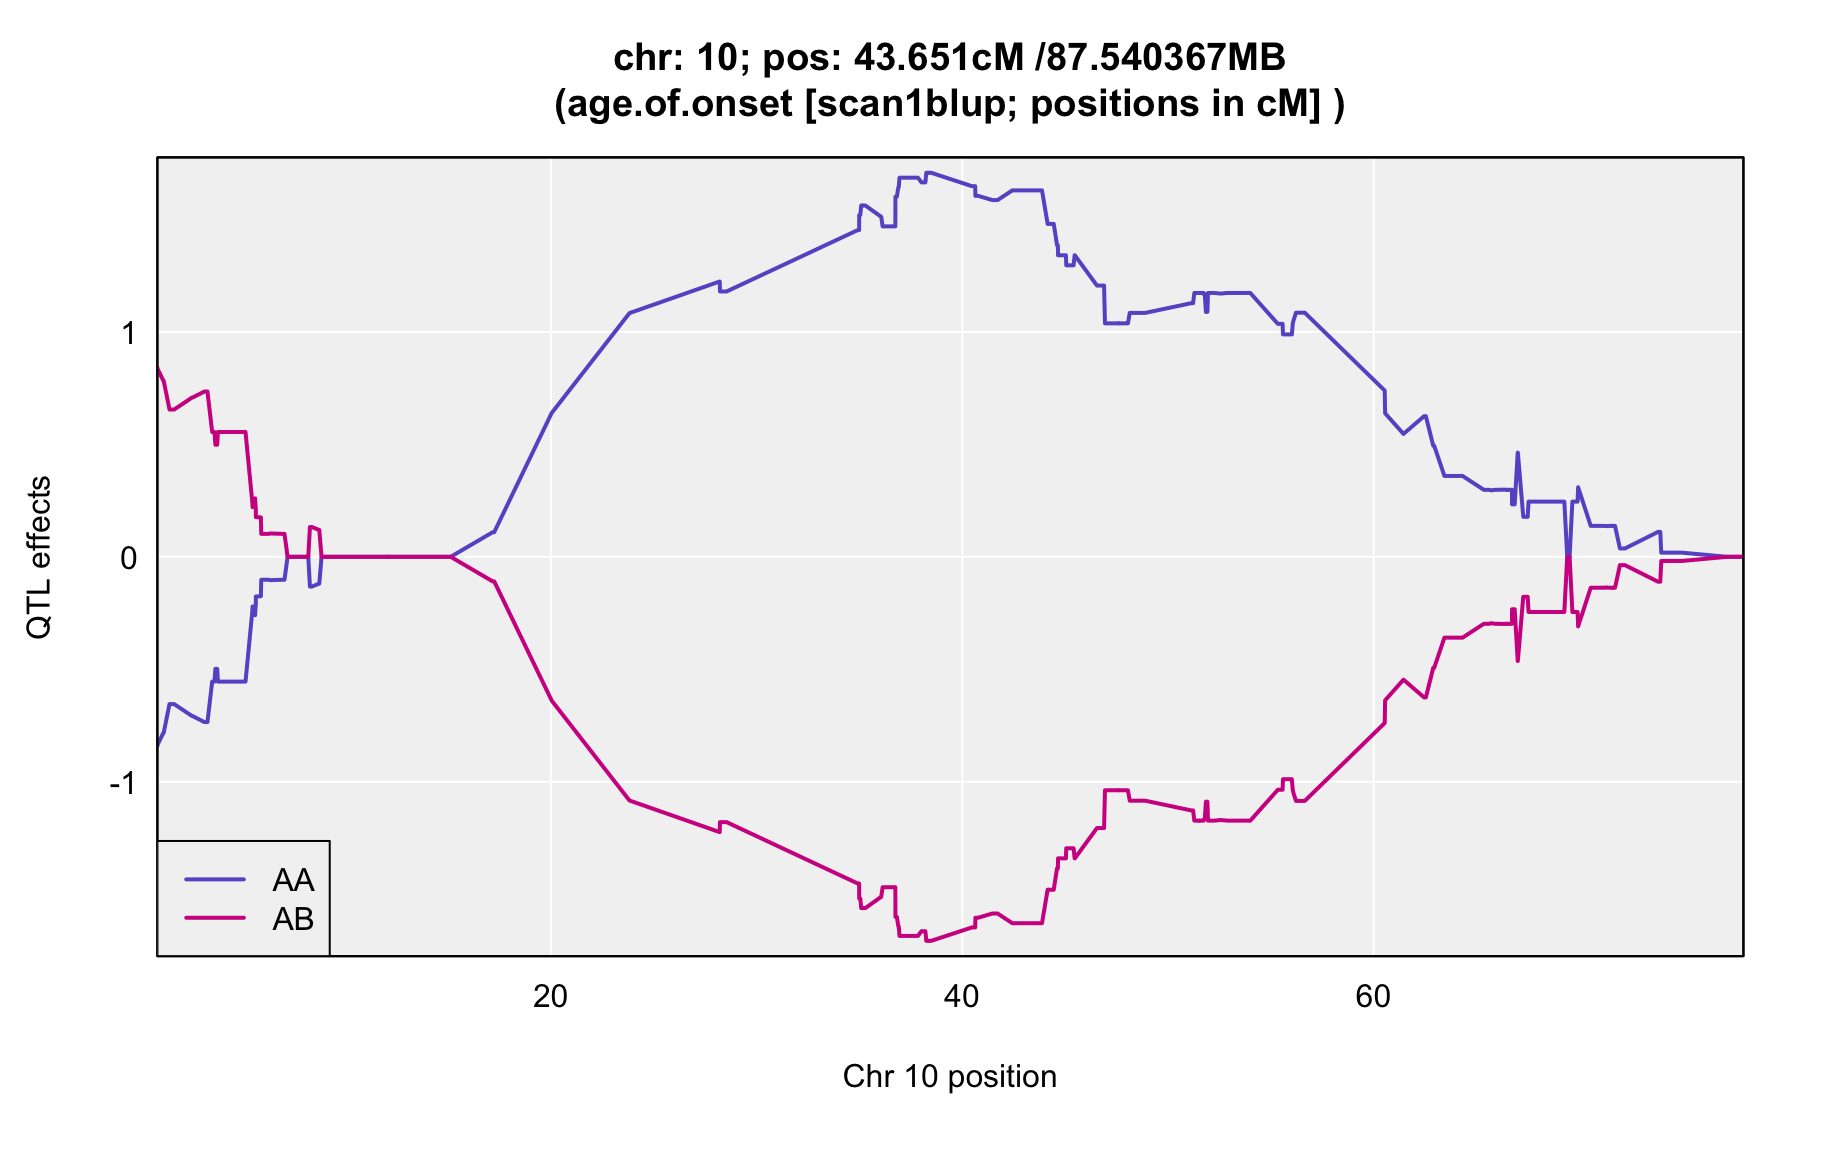 chr: 10; pos: 43.651cM /87.540367MB
(age.of.onset [scan1blup; positions in cM] )
QTL effects
1
0
-1
AA
AB
20 40 60
Chr 10 position